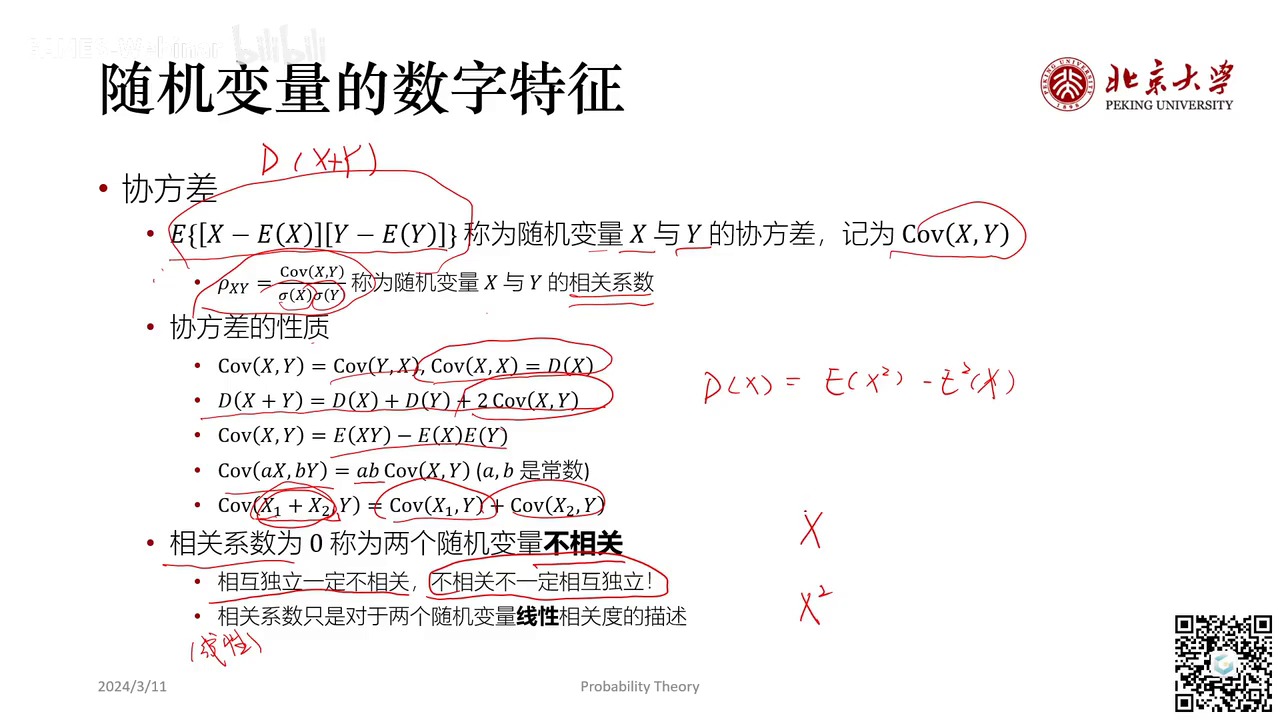 bilibili
随机变量的数字特征
北京大学
PEKING UNIVERSITY
D(X+Y)
• 协方差
• E{[X − E(X)][Y − E(Y)]} 称为随机变量 X 与 Y 的协方差，记为 Cov(X, Y)
• ρXY = Cov(X,Y) / σ(X)σ(Y) 称为随机变量 X 与 Y 的相关系数
• 协方差的性质
• Cov(X, Y) = Cov(Y, X), Cov(X, X) = D(X)
D(X) = E(X²) - E²(X)
• D(X + Y) = D(X) + D(Y) + 2 Cov(X, Y)
• Cov(X, Y) = E(XY) − E(X)E(Y)
• Cov(aX, bY) = ab Cov(X, Y) (a, b 是常数)
• Cov(X₁ + X₂, Y) = Cov(X₁, Y) + Cov(X₂, Y)
X
• 相关系数为 0 称为两个随机变量不相关
• 相互独立一定不相关，不相关不一定相互独立！
X²
• 相关系数只是对于两个随机变量线性相关度的描述
(线性)
2024/3/11
Probability Theory